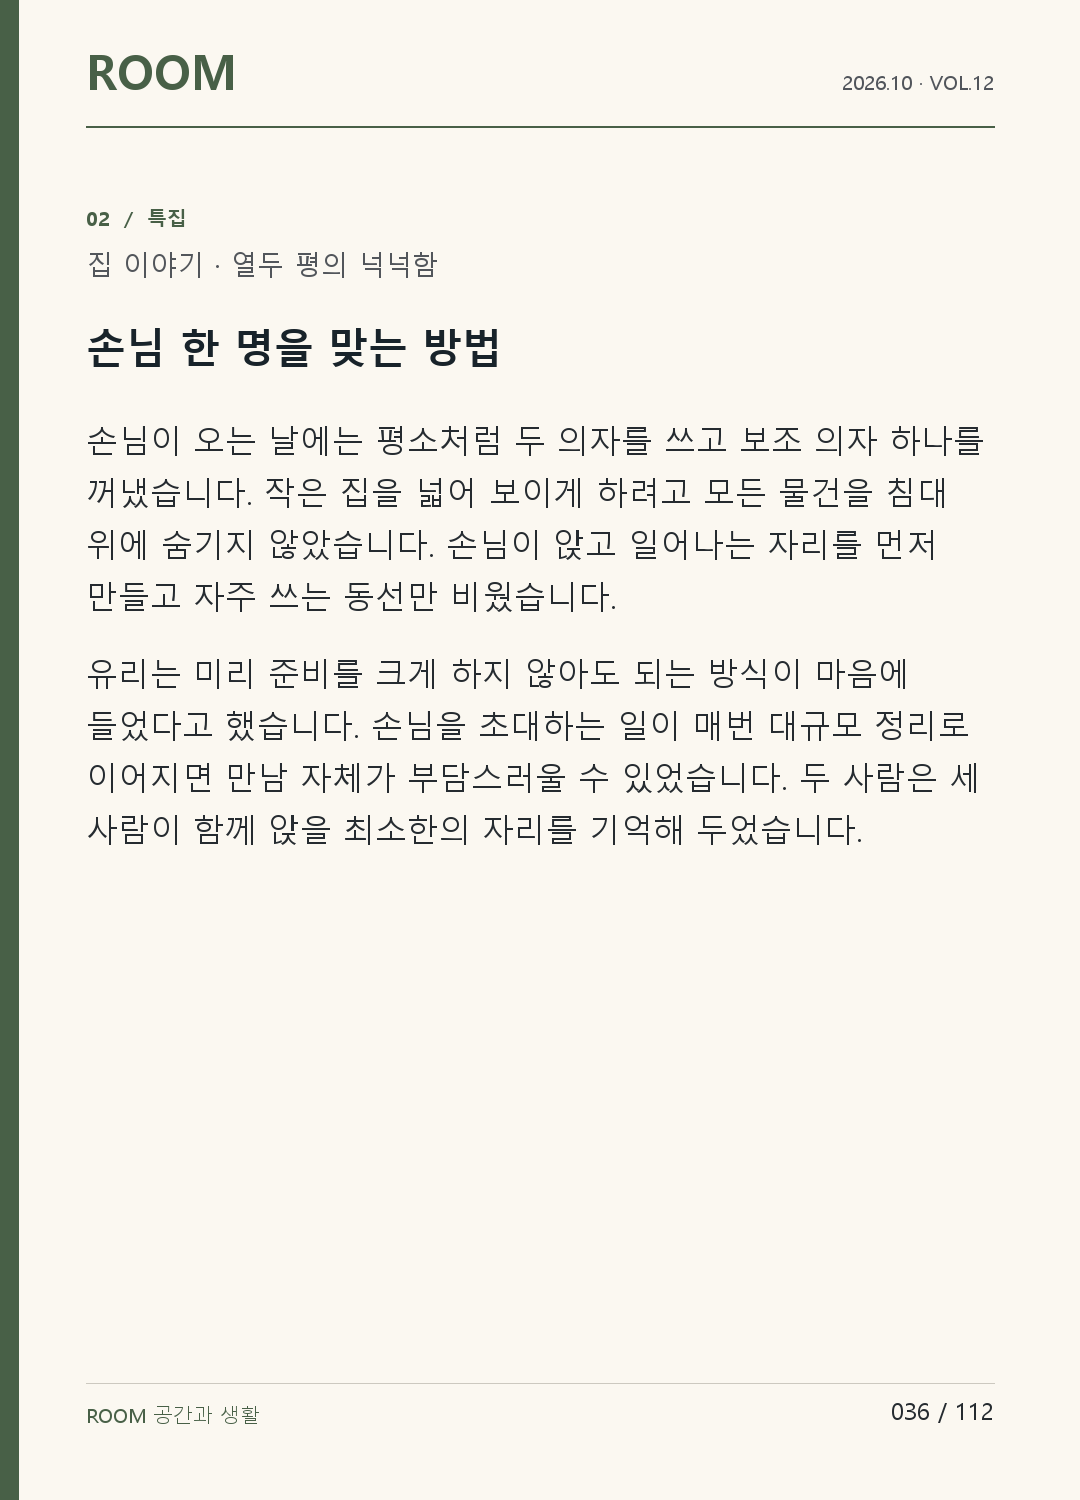 ROOM
2026.10 · VOL.12
02 / 특집
집 이야기 · 열두 평의 넉넉함
손님 한 명을 맞는 방법
손님이 오는 날에는 평소처럼 두 의자를 쓰고 보조 의자 하나를
꺼냈습니다. 작은 집을 넓어 보이게 하려고 모든 물건을 침대
위에 숨기지 않았습니다. 손님이 앉고 일어나는 자리를 먼저
만들고 자주 쓰는 동선만 비웠습니다.
유리는 미리 준비를 크게 하지 않아도 되는 방식이 마음에
들었다고 했습니다. 손님을 초대하는 일이 매번 대규모 정리로
이어지면 만남 자체가 부담스러울 수 있었습니다. 두 사람은 세
사람이 함께 앉을 최소한의 자리를 기억해 두었습니다.
ROOM 공간과 생활
036 / 112